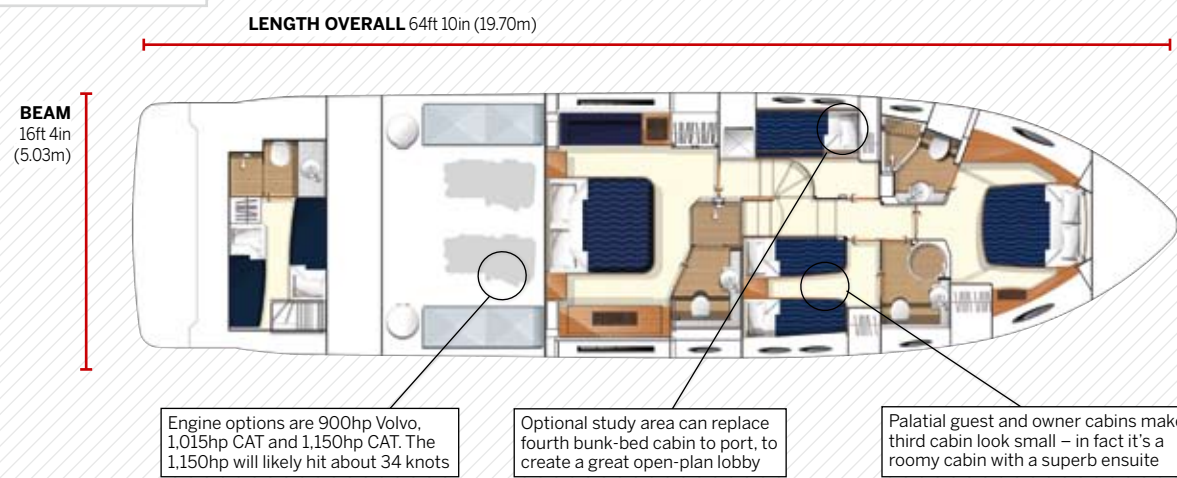 LENGTH OVERALL 64ft 10in (19.70m)
BEAM
16ft 4in
(5.03m)
Engine options are 900hp Volvo,
1,015hp CAT and 1,150hp CAT. The
1,150hp will likely hit about 34 knots
Optional study area can replace
fourth bunk-bed cabin to port, to
create a great open-plan lobby
Palatial guest and owner cabins make
third cabin look small – in fact it's a
roomy cabin with a superb ensuite